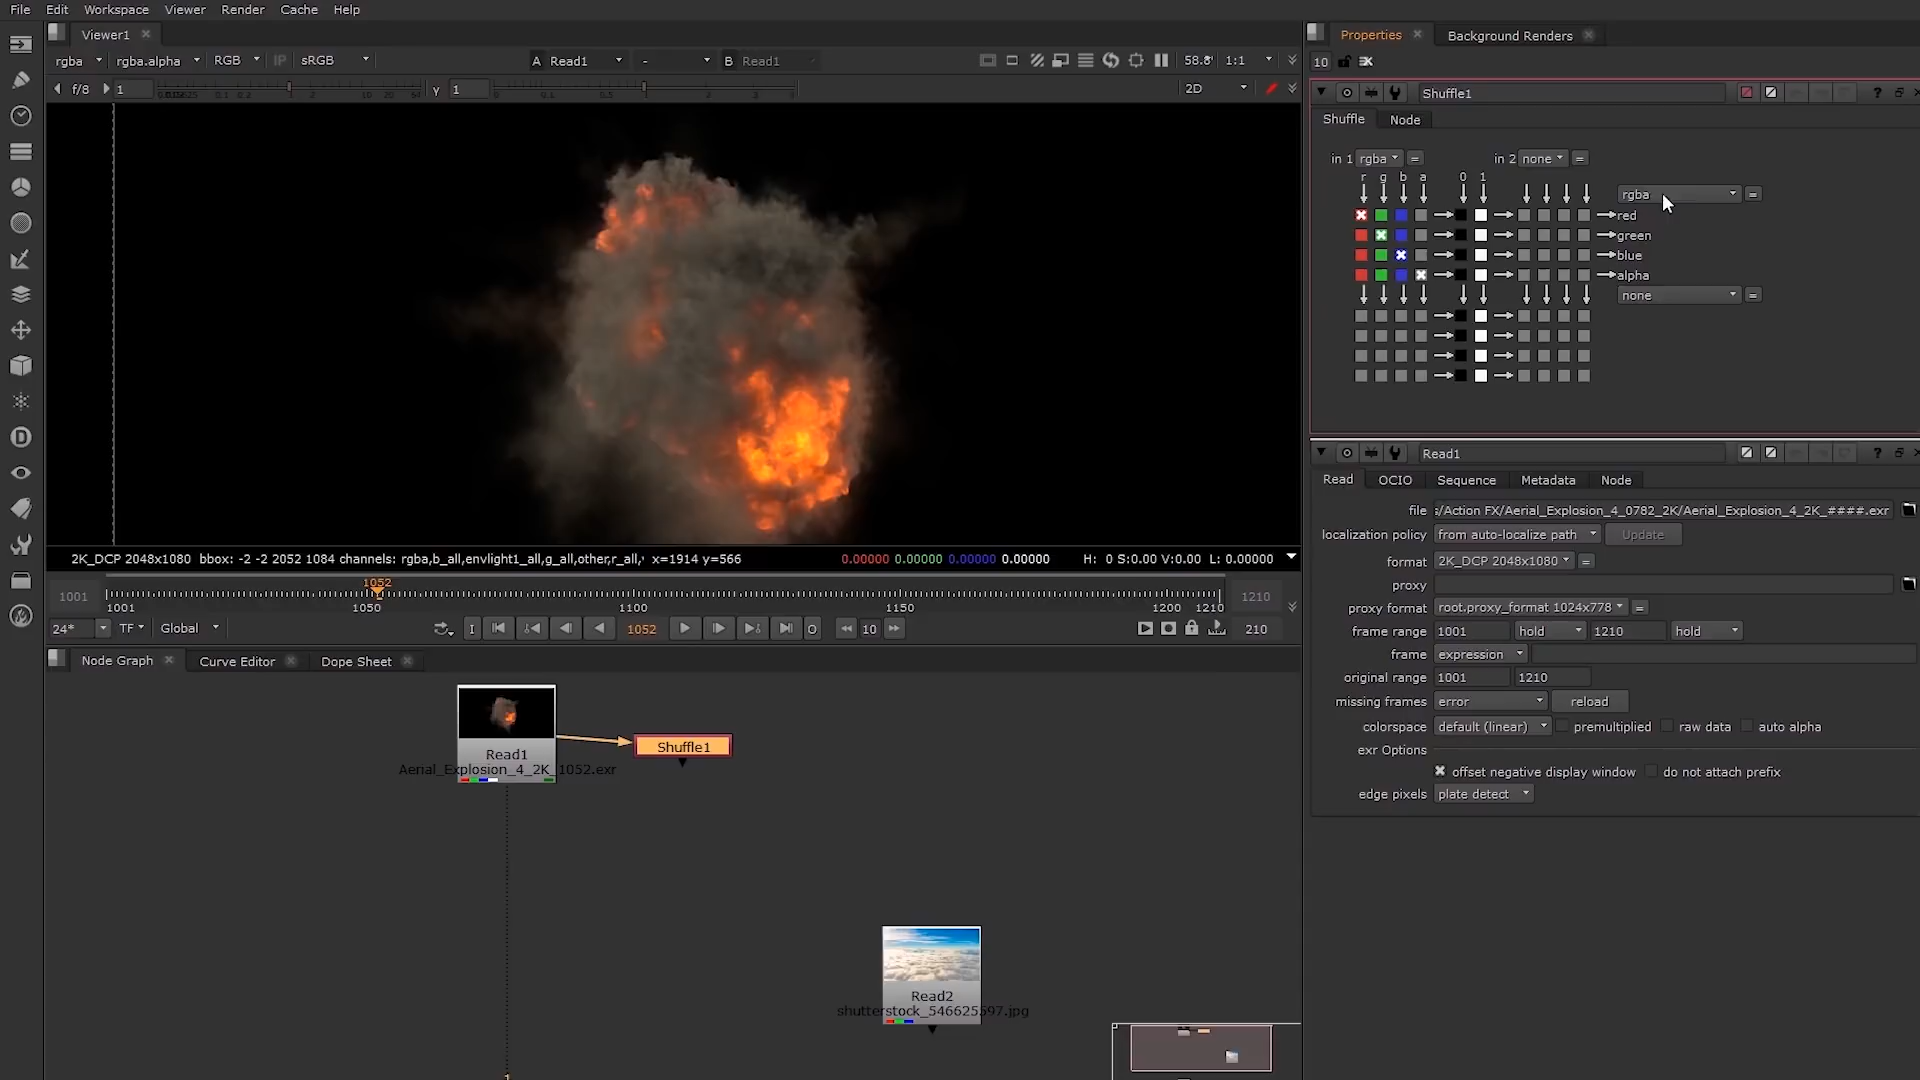 File Edit Workspace Viewer Render Cache Help
Viewer1
rgba rgba.alpha RGB IP sRGB A Read1 - B Read1 58.8 1:1
f/8 1 γ 1 2D
2K_DCP 2048x1080 bbox: -2 -2 2052 1084 channels: rgba,b_all,envlight1_all,g_all,other,r_all, x=1914 y=566 0.00000 0.00000 0.00000 0.00000 H: 0 S:0.00 V:0.00 L: 0.00000
1052
1001 1210
1001 1050 1100 1150 1200 1210
24* TF Global I 1052 O 10 210
Node Graph Curve Editor Dope Sheet
Read1
Aerial_Explosion_4_2K_1052.exr
Shuffle1
Read2
shutterstock_546625597.jpg
Properties Background Renders
10
Shuffle1
Shuffle Node
in 1 rgba = in 2 none =
r g b a 0 1
rgba =
red
green
blue
alpha
none =
Read1
Read OCIO Sequence Metadata Node
file s/Action FX/Aerial_Explosion_4_0782_2K/Aerial_Explosion_4_2K_####.exr
localization policy from auto-localize path Update
format 2K_DCP 2048x1080 =
proxy
proxy format root.proxy_format 1024x778 =
frame range 1001 hold 1210 hold
frame expression
original range 1001 1210
missing frames error reload
colorspace default (linear) premultiplied raw data auto alpha
exr Options
offset negative display window do not attach prefix
edge pixels plate detect